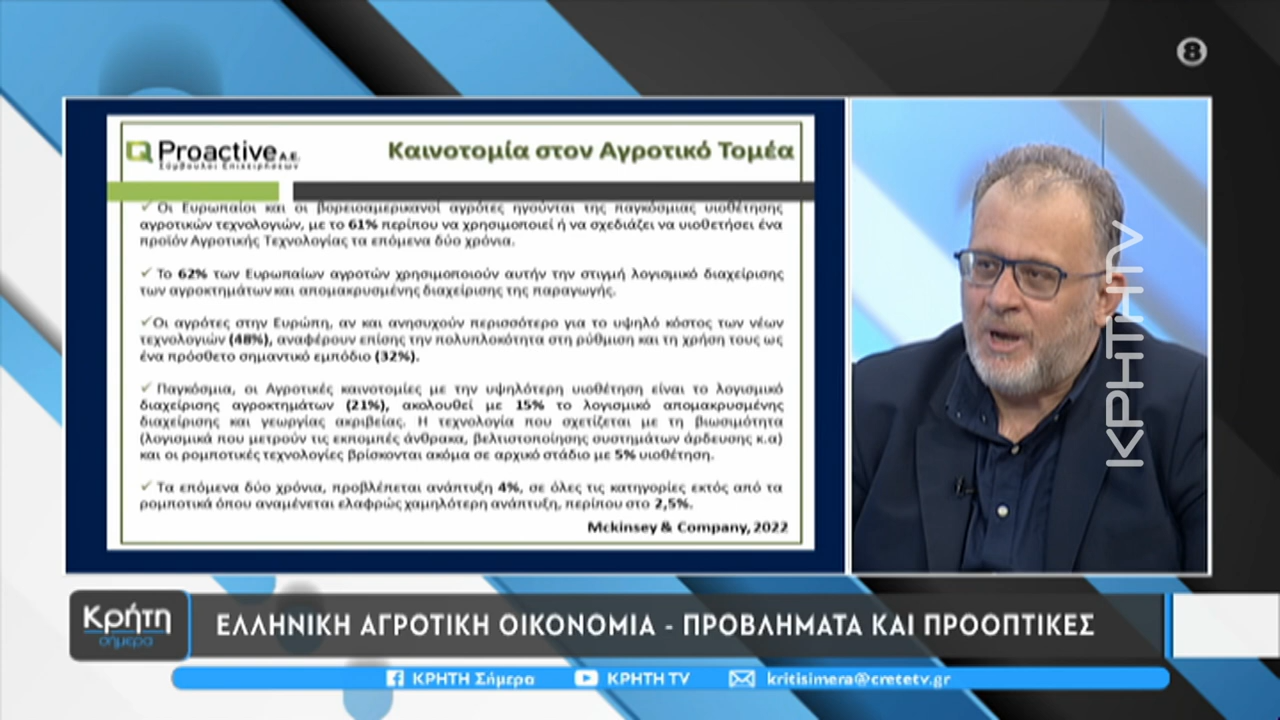 8
Proactive Α.Ε.
Σύμβουλοι Επιχειρήσεων
Καινοτομία στον Αγροτικό Τομέα
✓ Οι Ευρωπαίοι και οι βορειοαμερικανοί αγρότες ηγούνται της παγκόσμιας υιοθέτησης
αγροτικών τεχνολογιών, με το 61% περίπου να χρησιμοποιεί ή να σχεδιάζει να υιοθετήσει ένα
προϊόν Αγροτικής Τεχνολογίας τα επόμενα δύο χρόνια.
✓ Το 62% των Ευρωπαίων αγροτών χρησιμοποιούν αυτήν την στιγμή λογισμικό διαχείρισης
των αγροκτημάτων και απομακρυσμένης διαχείρισης της παραγωγής.
✓ Οι αγρότες στην Ευρώπη, αν και ανησυχούν περισσότερο για το υψηλό κόστος των νέων
τεχνολογιών (48%), αναφέρουν επίσης την πολυπλοκότητα στη ρύθμιση και τη χρήση τους ως
ένα πρόσθετο σημαντικό εμπόδιο (32%).
✓ Παγκόσμια, οι Αγροτικές καινοτομίες με την υψηλότερη υιοθέτηση είναι το λογισμικό
διαχείρισης αγροκτημάτων (21%), ακολουθεί με 15% το λογισμικό απομακρυσμένης
διαχείρισης και γεωργίας ακριβείας. Η τεχνολογία που σχετίζεται με τη βιωσιμότητα
(λογισμικά που μετρούν τις εκπομπές άνθρακα, βελτιστοποίησης συστημάτων άρδευσης κ.α)
και οι ρομποτικές τεχνολογίες βρίσκονται ακόμα σε αρχικό στάδιο με 5% υιοθέτηση.
✓ Τα επόμενα δύο χρόνια, προβλέπεται ανάπτυξη 4%, σε όλες τις κατηγορίες εκτός από τα
ρομποτικά όπου αναμένεται ελαφρώς χαμηλότερη ανάπτυξη, περίπου στο 2,5%.
Mckinsey & Company, 2022
ΚΡΗΤΗTV
Κρήτη
σήμερα
ΕΛΛΗΝΙΚΗ ΑΓΡΟΤΙΚΗ ΟΙΚΟΝΟΜΙΑ - ΠΡΟΒΛΗΜΑΤΑ ΚΑΙ ΠΡΟΟΠΤΙΚΕΣ
ΚΡΗΤΗ Σήμερα
ΚΡΗΤΗ TV
kritisimera@cretetv.gr